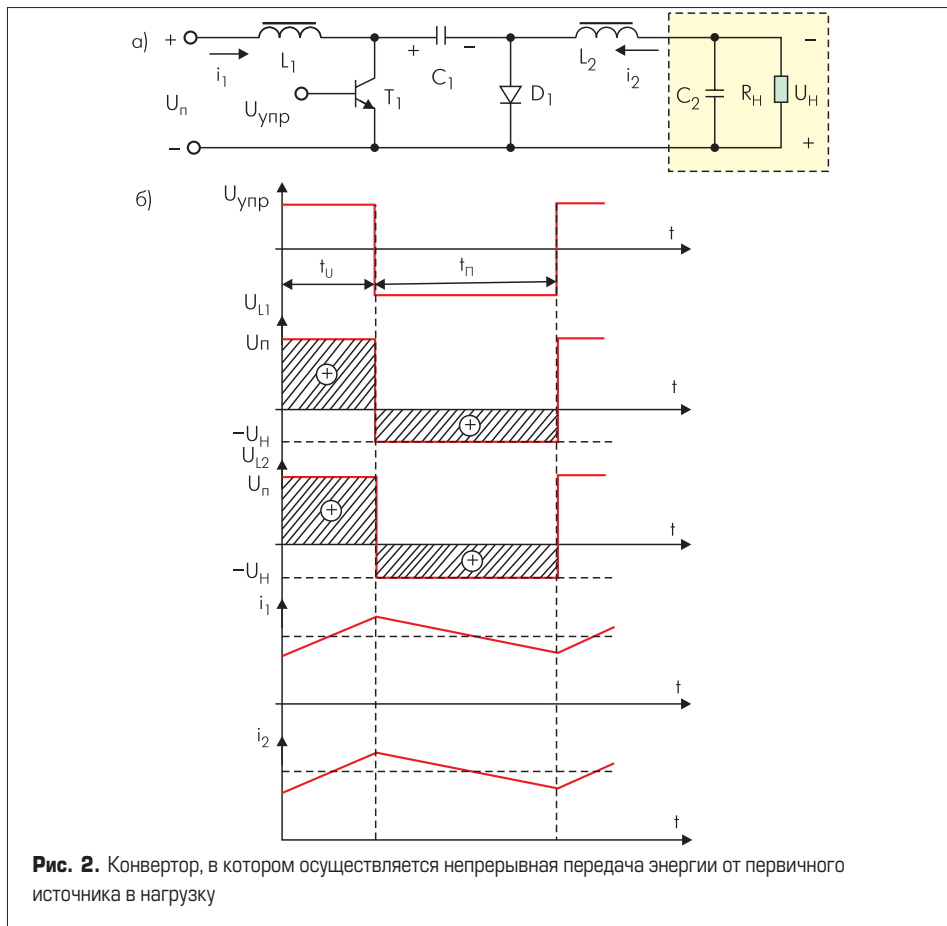 а)
+
L1
i1
+
−
C1
L2
i2
−
Uп
Uупр
T1
D1
C2
RН
UН
−
+
б)
Uупр
t
tU
tП
UL1
Uп
+
+
t
−UН
UL2
Uп
+
+
t
−UН
i1
t
i2
t
Рис. 2. Конвертор, в котором осуществляется непрерывная передача энергии от первичного
источника в нагрузку